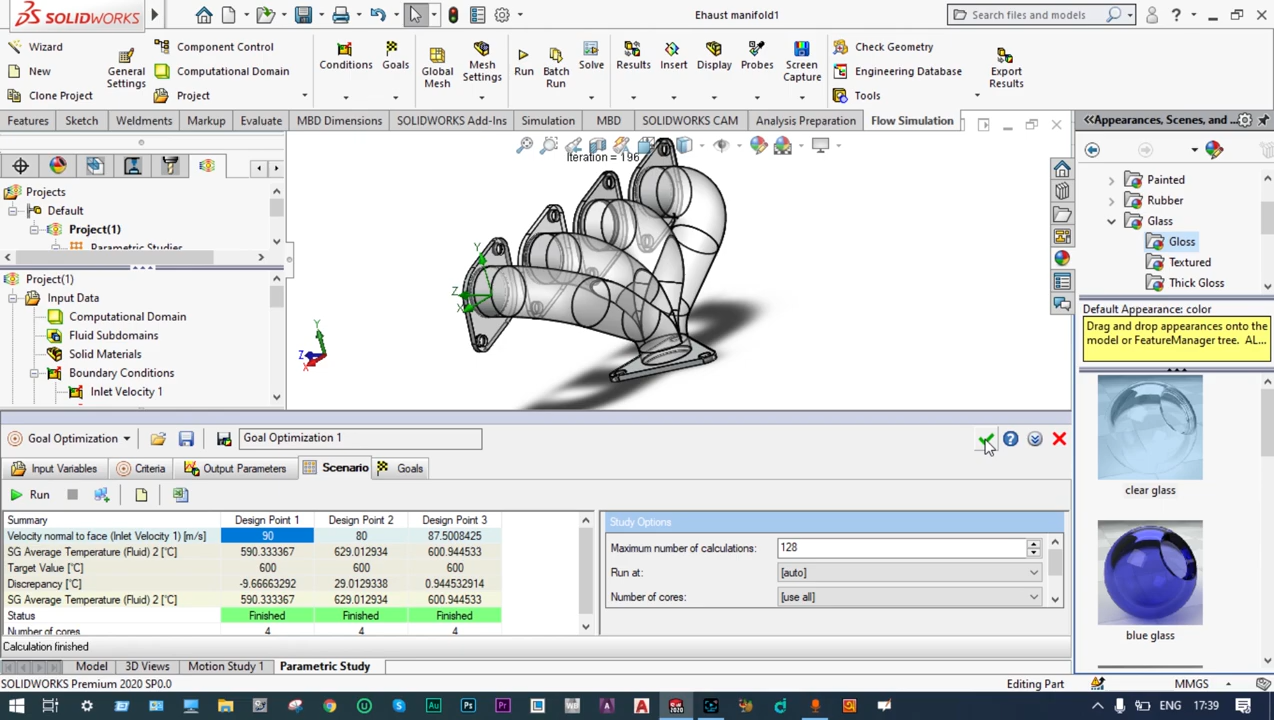 SOLIDWORKS
Ehaust manifold1
Search files and models
Wizard
New
Clone Project
General Settings
Component Control
Computational Domain
Project
Conditions
Goals
Global Mesh
Mesh Settings
Run
Batch Run
Solve
Results
Insert
Display
Probes
Screen Capture
Check Geometry
Engineering Database
Tools
Export Results
Features
Sketch
Weldments
Markup
Evaluate
MBD Dimensions
SOLIDWORKS Add-Ins
Simulation
MBD
SOLIDWORKS CAM
Analysis Preparation
Flow Simulation
Projects
Default
Project(1)
Parametric Studies
Project(1)
Input Data
Computational Domain
Fluid Subdomains
Solid Materials
Boundary Conditions
Inlet Velocity 1
Iteration = 196
Y
Z
X
Y
Z
X
Appearances, Scenes, and ...
Painted
Rubber
Glass
Gloss
Textured
Thick Gloss
Default Appearance: color
Drag and drop appearances onto the
model or FeatureManager tree. AL...
clear glass
blue glass
Goal Optimization
Goal Optimization 1
Input Variables
Criteria
Output Parameters
Scenario
Goals
Run
Summary Design Point 1 Design Point 2 Design Point 3
Velocity normal to face (Inlet Velocity 1) [m/s] 90 80 87.5008425
SG Average Temperature (Fluid) 2 [°C] 590.333367 629.012934 600.944533
Target Value [°C] 600 600 600
Discrepancy [°C] -9.66663292 29.0129338 0.944532914
SG Average Temperature (Fluid) 2 [°C] 590.333367 629.012934 600.944533
Status Finished Finished Finished
Number of cores 4 4 4
Study Options
Maximum number of calculations: 128
Run at: [auto]
Number of cores: [use all]
Calculation finished
Model
3D Views
Motion Study 1
Parametric Study
SOLIDWORKS Premium 2020 SP0.0
Editing Part
MMGS
ENG
17:39